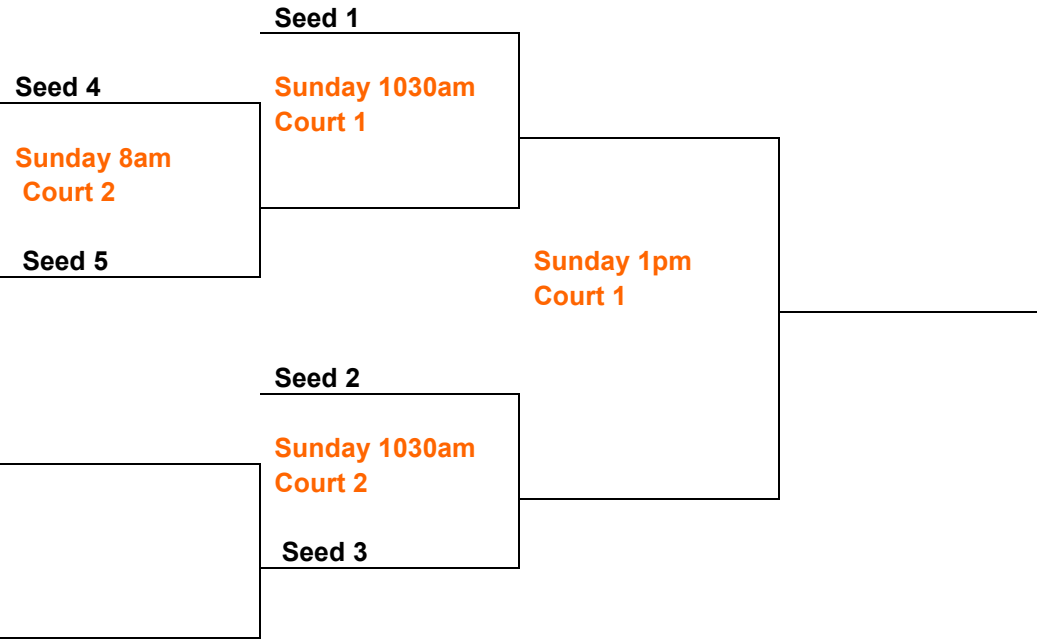 Seed 1
Seed 4
Sunday 1030am
Court 1
Sunday 8am
Court 2
Seed 5
Sunday 1pm
Court 1
Seed 2
Sunday 1030am
Court 2
Seed 3